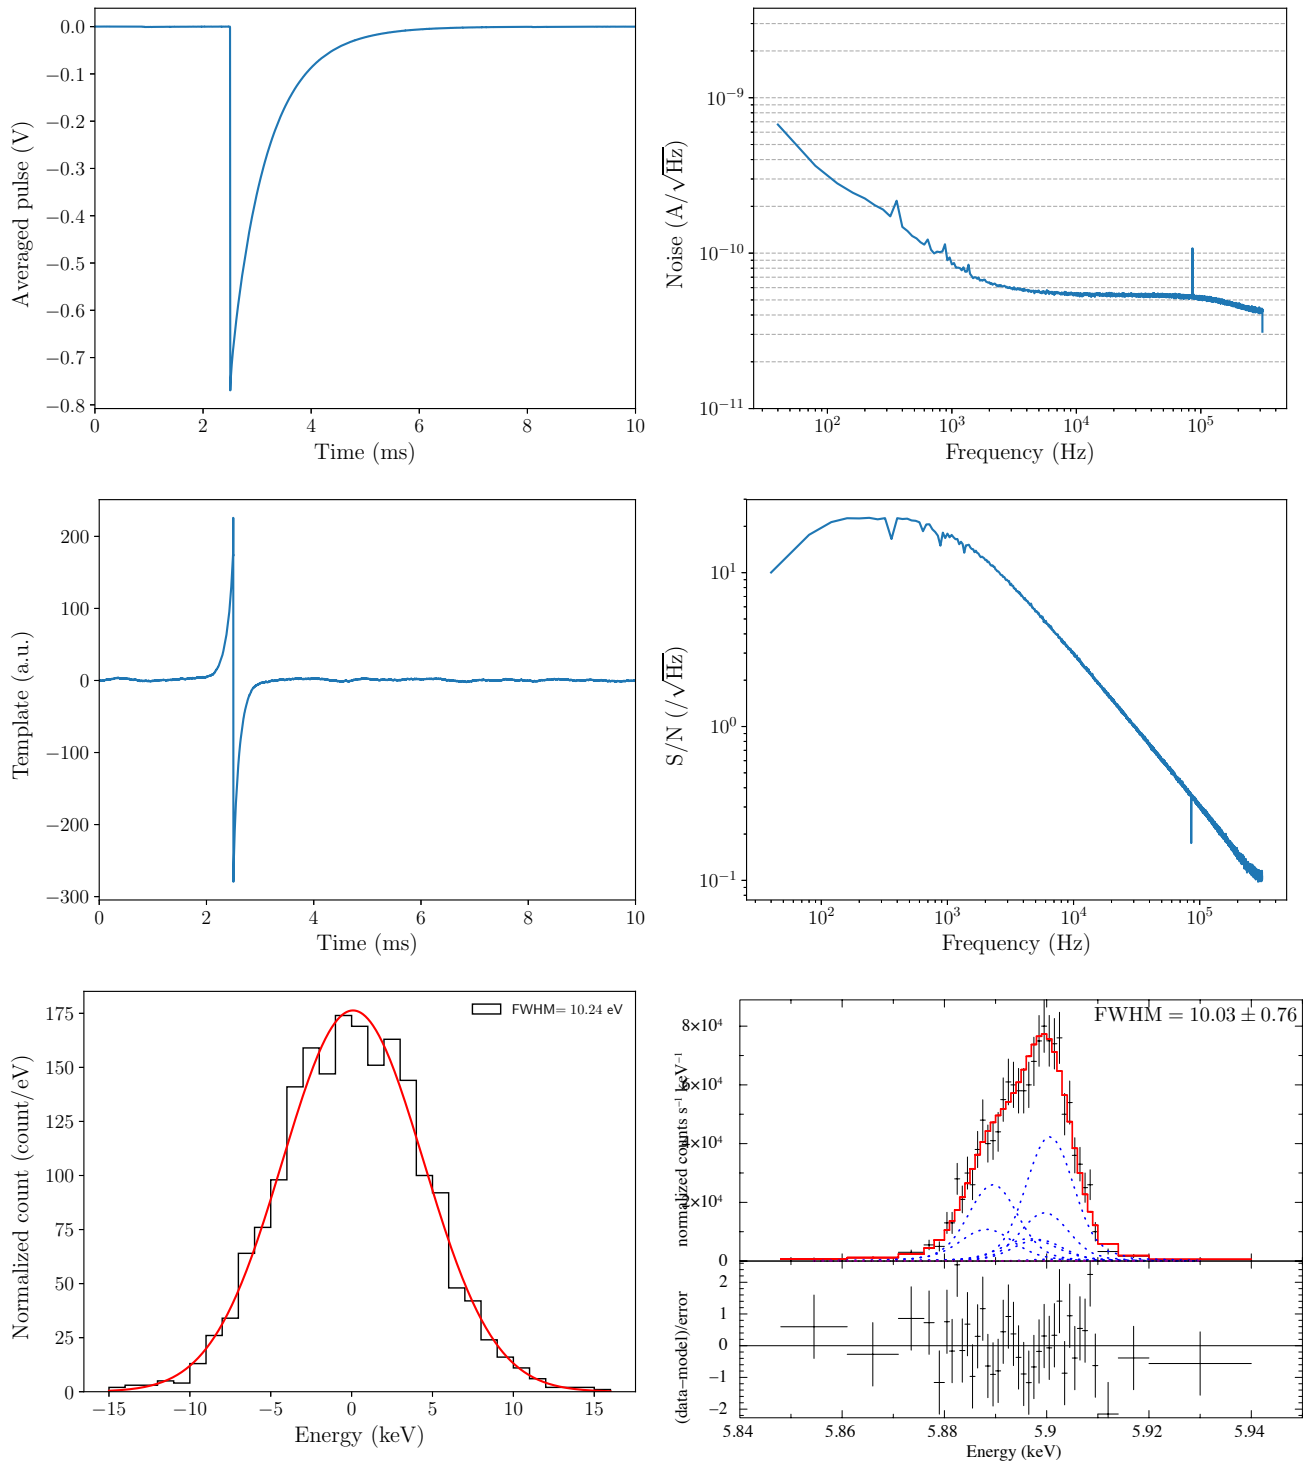 0.0
−0.1
−0.2
−0.3
−0.4
−0.5
−0.6
−0.7
−0.8
Averaged pulse (V)
0 2 4 6 8 10
Time (ms)
10⁻⁹
10⁻¹⁰
10⁻¹¹
Noise (A/√Hz)
10² 10³ 10⁴ 10⁵
Frequency (Hz)
200
100
0
−100
−200
−300
Template (a.u.)
0 2 4 6 8 10
Time (ms)
10¹
10⁰
10⁻¹
S/N (/√Hz)
10² 10³ 10⁴ 10⁵
Frequency (Hz)
FWHM= 10.24 eV
175
150
125
100
75
50
25
0
Normalized count (count/eV)
−15 −10 −5 0 5 10 15
Energy (keV)
FWHM = 10.03 ± 0.76
8×10⁴
6×10⁴
4×10⁴
2×10⁴
0
normalized counts s⁻¹ keV⁻¹
2
1
0
−1
−2
(data−model)/error
5.84 5.86 5.88 5.9 5.92 5.94
Energy (keV)